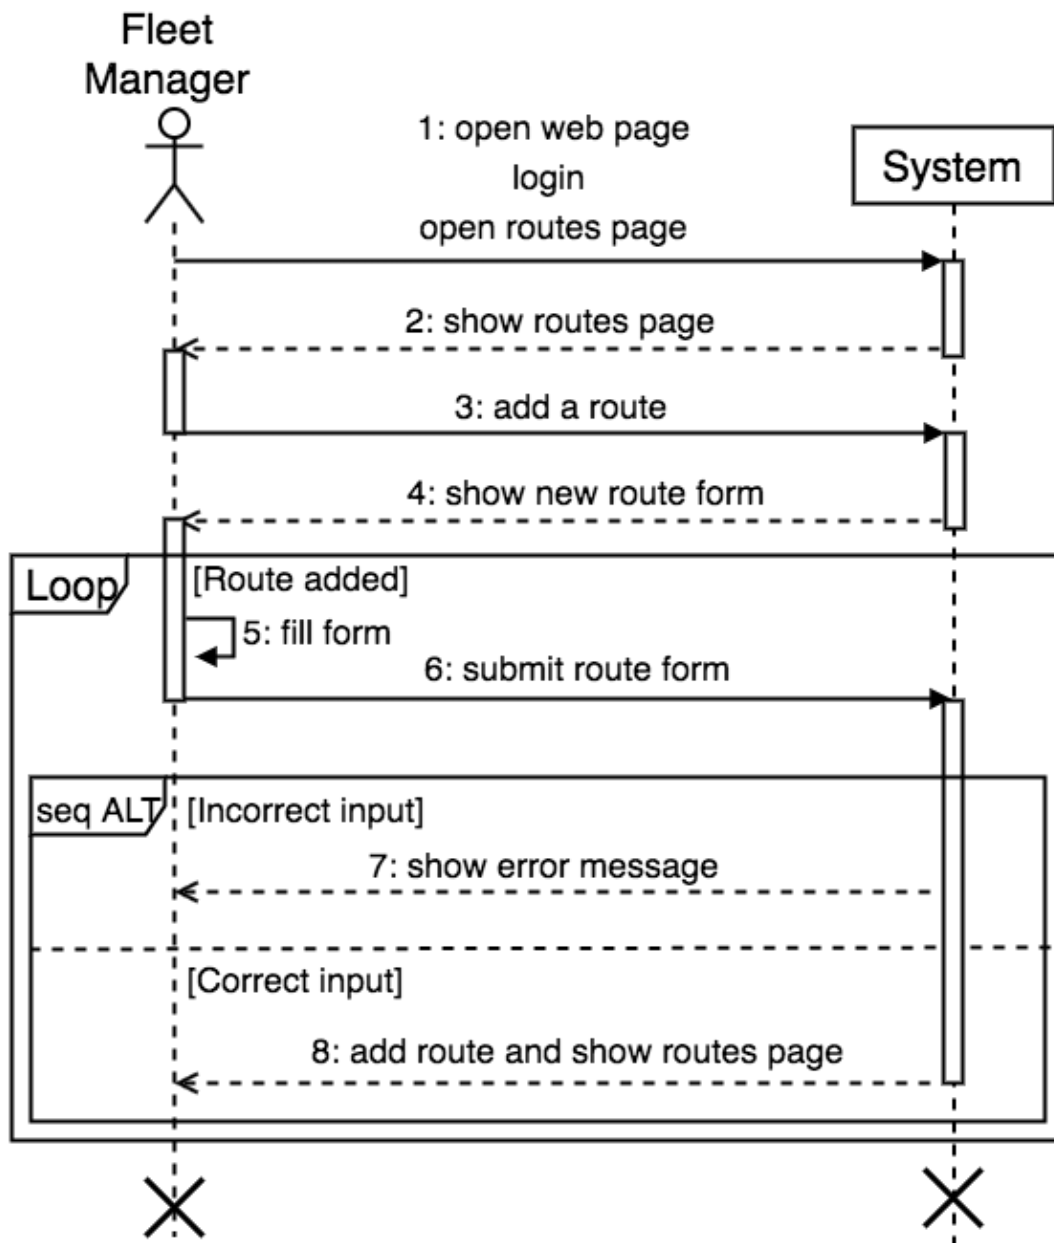 Fleet
Manager
1: open web page
login
open routes page
System
2: show routes page
3: add a route
4: show new route form
Loop
[Route added]
5: fill form
6: submit route form
seq ALT
[Incorrect input]
7: show error message
[Correct input]
8: add route and show routes page